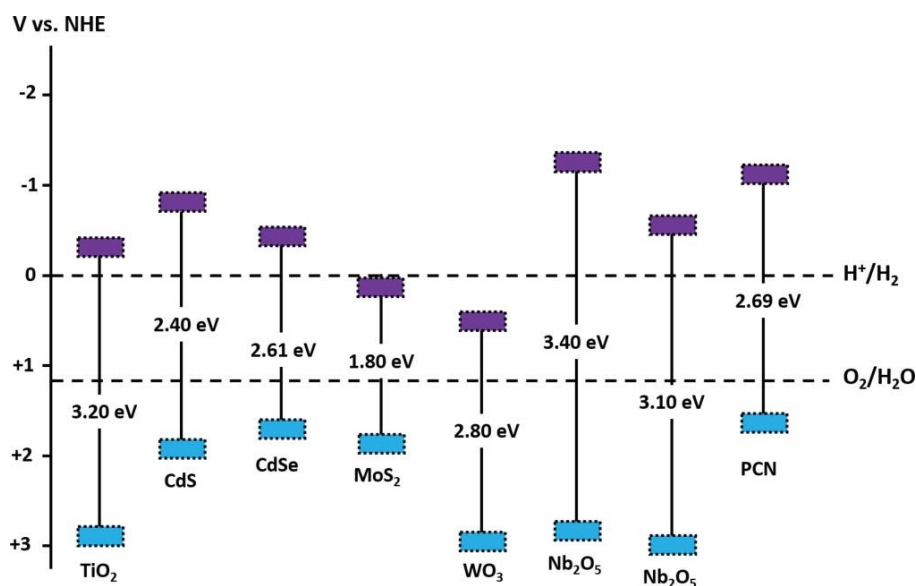 V vs. NHE
-2
-1
0
+1
+2
+3
H⁺/H₂
O₂/H₂O
3.20 eV
2.40 eV
2.61 eV
1.80 eV
2.80 eV
3.40 eV
3.10 eV
2.69 eV
TiO₂
CdS
CdSe
MoS₂
WO₃
Nb₂O₅
Nb₂O₅
PCN